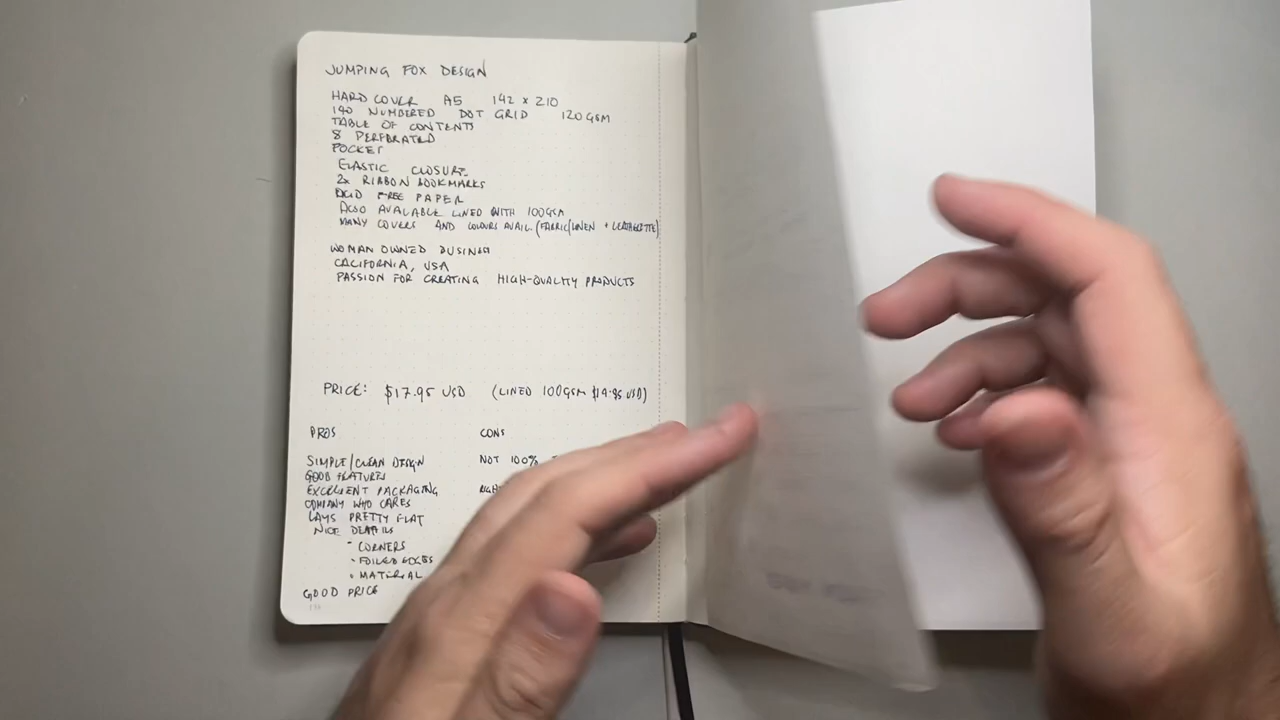 JUMPING FOX DESIGN
HARD COVER A5 142 x 210
140 NUMBERED DOT GRID 120 GSM
TABLE OF CONTENTS
8 PERFORATED
POCKET
ELASTIC CLOSURE
2x RIBBON BOOKMARKS
ACID FREE PAPER
ALSO AVAILABLE LINED WITH 100GSM
MANY COVERS AND COLOURS AVAIL. (FABRIC/LINEN + LEATHERETTE)
WOMAN OWNED BUSINESS
CALIFORNIA, USA
PASSION FOR CREATING HIGH-QUALITY PRODUCTS
PRICE: $17.95 USD (LINED 100GSM $19.95 USD)
PROS CONS
SIMPLE/CLEAN DESIGN NOT 100%
GOOD FEATURES
EXCELLENT PACKAGING
COMPANY WHO CARES
LAYS PRETTY FLAT
NICE DETAILS
- CORNERS
• FOILED EDGES
• MATERIAL
GOOD PRICE